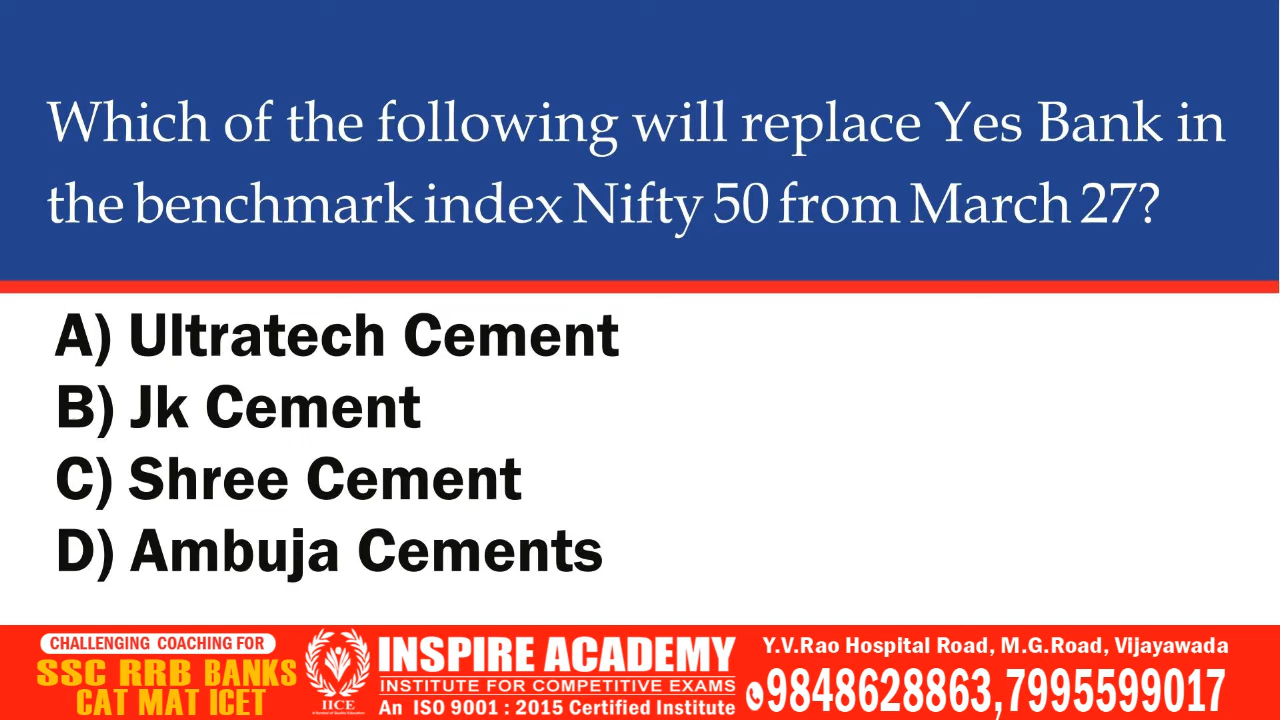 Which of the following will replace Yes Bank in
the benchmark index Nifty 50 from March 27?
A) Ultratech Cement
B) Jk Cement
C) Shree Cement
D) Ambuja Cements
CHALLENGING COACHING FOR
SSC RRB BANKS
CAT MAT ICET
IICE
INSPIRE ACADEMY
INSTITUTE FOR COMPETITIVE EXAMS
An ISO 9001 : 2015 Certified Institute
Y.V.Rao Hospital Road, M.G.Road, Vijayawada
9848628863,7995599017